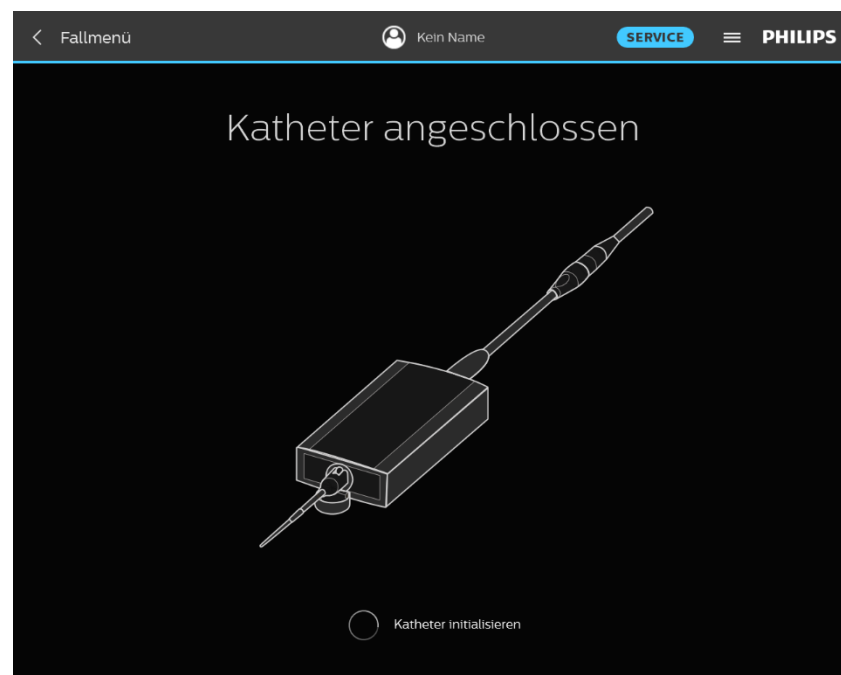 Fallmenü
Kein Name
SERVICE
PHILIPS
Katheter angeschlossen
Katheter initialisieren